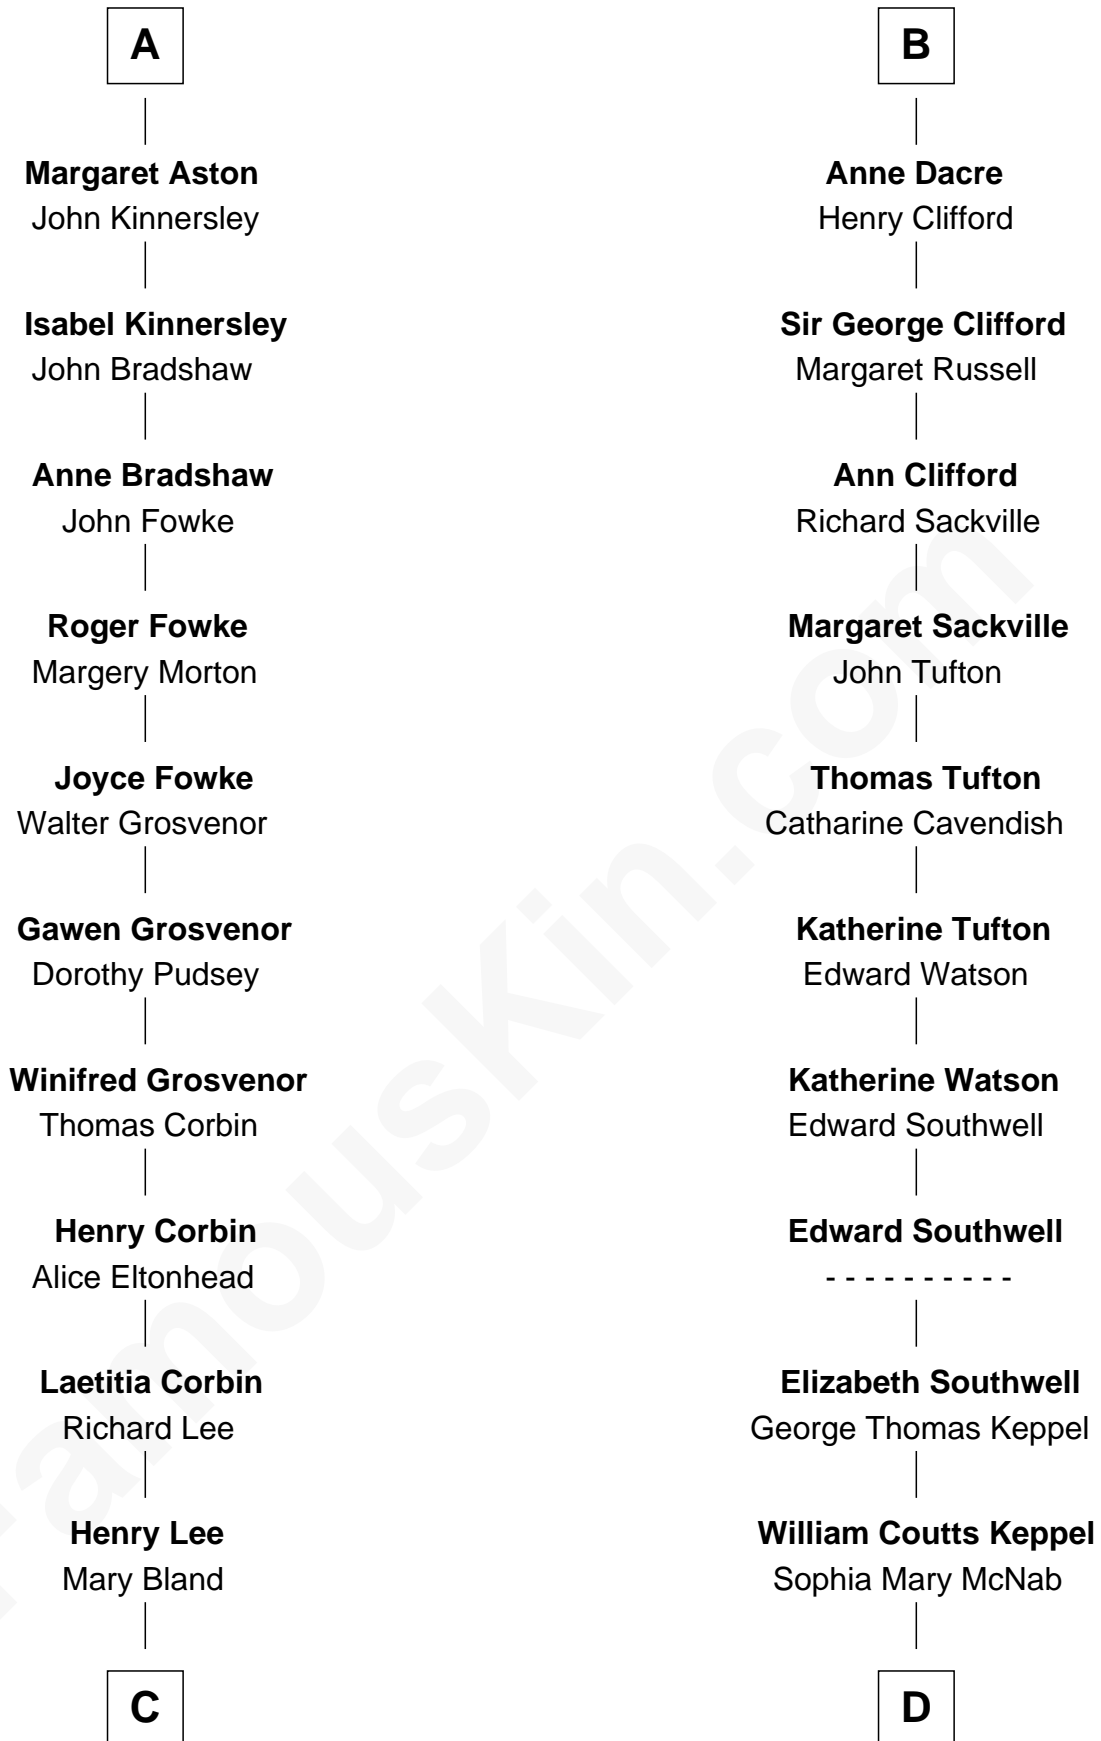 A
Margaret Aston
John Kinnersley
Isabel Kinnersley
John Bradshaw
Anne Bradshaw
John Fowke
Roger Fowke
Margery Morton
Joyce Fowke
Walter Grosvenor
Gawen Grosvenor
Dorothy Pudsey
Winifred Grosvenor
Thomas Corbin
Henry Corbin
Alice Eltonhead
Laetitia Corbin
Richard Lee
Henry Lee
Mary Bland
C
B
Anne Dacre
Henry Clifford
Sir George Clifford
Margaret Russell
Ann Clifford
Richard Sackville
Margaret Sackville
John Tufton
Thomas Tufton
Catharine Cavendish
Katherine Tufton
Edward Watson
Katherine Watson
Edward Southwell
Edward Southwell
- - - - - - - - - -
Elizabeth Southwell
George Thomas Keppel
William Coutts Keppel
Sophia Mary McNab
D
FamousKin.com